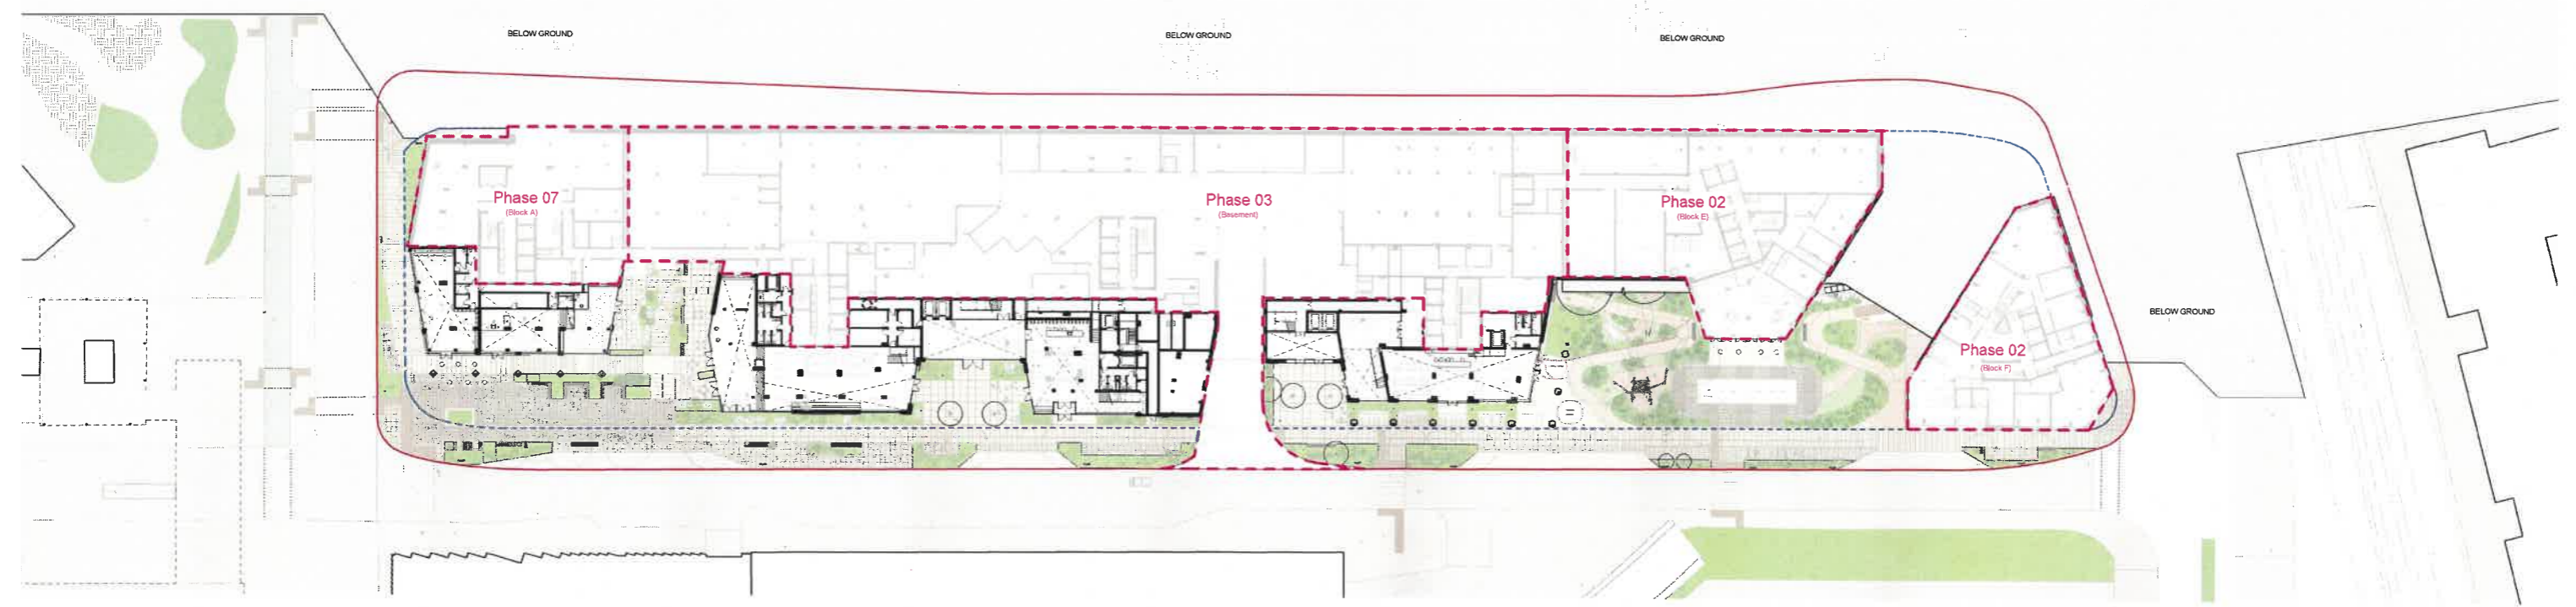 BELOW GROUND
BELOW GROUND
BELOW GROUND
Phase 07
(Block A)
Phase 03
(Basement)
Phase 02
(Block E)
BELOW GROUND
Phase 02
(Block F)